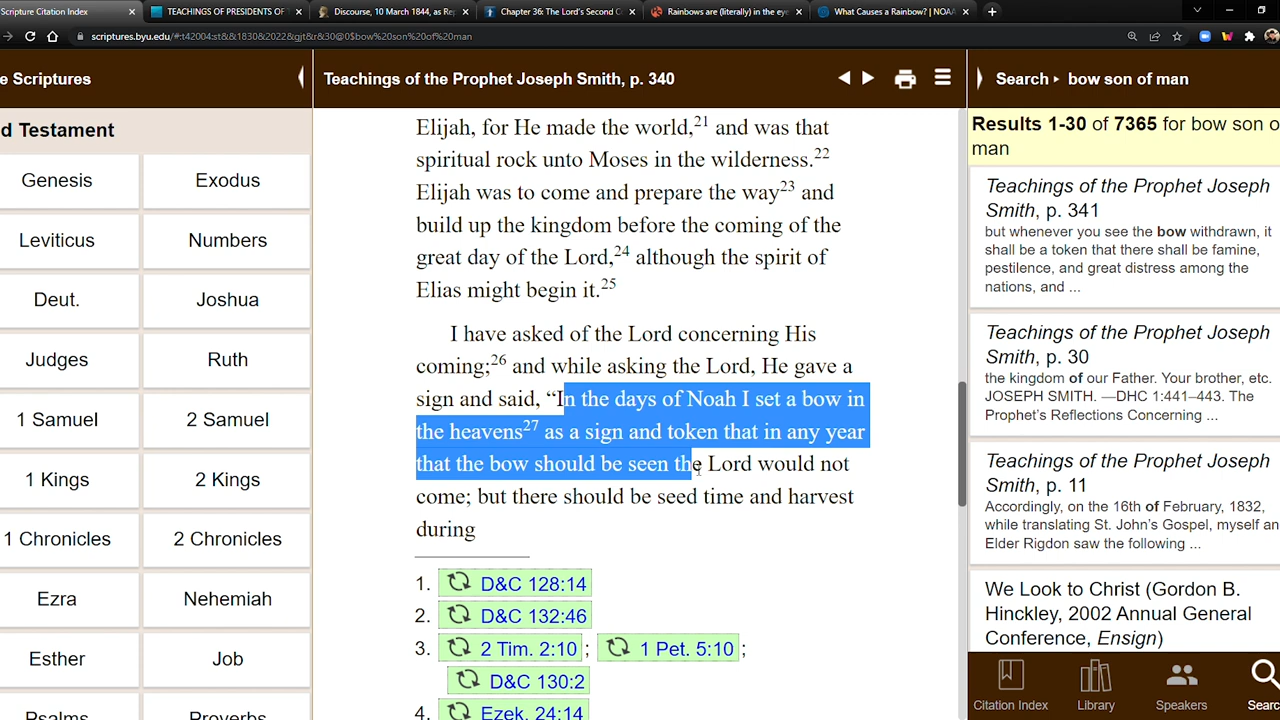 Scripture Citation Index
TEACHINGS OF PRESIDENTS OF
Discourse, 10 March 1844, as Rep
Chapter 36: The Lord's Second C
Rainbows are (literally) in the eye
What Causes a Rainbow? | NOAA
scriptures.byu.edu/#:t42004:st&&1830&2022&gjt&r&30@0$bow%20son%20of%20man
e Scriptures
d Testament
Genesis
Exodus
Leviticus
Numbers
Deut.
Joshua
Judges
Ruth
1 Samuel
2 Samuel
1 Kings
2 Kings
1 Chronicles
2 Chronicles
Ezra
Nehemiah
Esther
Job
Psalms
Proverbs
Teachings of the Prophet Joseph Smith, p. 340
Elijah, for He made the world,21 and was that
spiritual rock unto Moses in the wilderness.22
Elijah was to come and prepare the way23 and
build up the kingdom before the coming of the
great day of the Lord,24 although the spirit of
Elias might begin it.25
I have asked of the Lord concerning His
coming;26 and while asking the Lord, He gave a
sign and said, “In the days of Noah I set a bow in
the heavens27 as a sign and token that in any year
that the bow should be seen the Lord would not
come; but there should be seed time and harvest
during
1. D&C 128:14
2. D&C 132:46
3. 2 Tim. 2:10 ; 1 Pet. 5:10 ;
D&C 130:2
4. Ezek. 24:14
Search ▸ bow son of man
Results 1-30 of 7365 for bow son o
man
Teachings of the Prophet Joseph
Smith, p. 341
but whenever you see the bow withdrawn, it
shall be a token that there shall be famine,
pestilence, and great distress among the
nations, and ...
Teachings of the Prophet Joseph
Smith, p. 30
the kingdom of our Father. Your brother, etc.
JOSEPH SMITH. —DHC 1:441–443. The
Prophet's Reflections Concerning ...
Teachings of the Prophet Joseph
Smith, p. 11
Accordingly, on the 16th of February, 1832,
while translating St. John's Gospel, myself an
Elder Rigdon saw the following ...
We Look to Christ (Gordon B.
Hinckley, 2002 Annual General
Conference, Ensign)
Citation Index
Library
Speakers
Searc